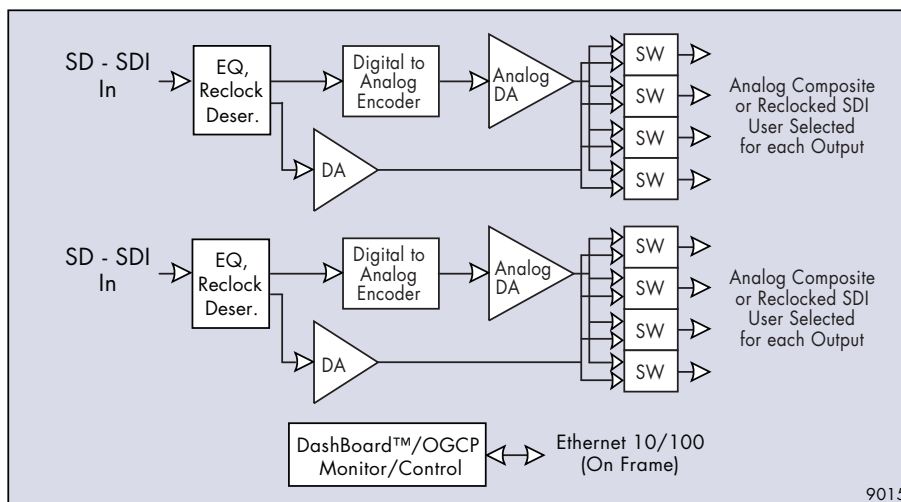 SD - SDI
In
EQ,
Reclock
Deser.
Digital to
Analog
Encoder
Analog
DA
DA
SW
SW
SW
SW
Analog Composite
or Reclocked SDI
User Selected
for each Output
SD - SDI
In
EQ,
Reclock
Deser.
Digital to
Analog
Encoder
Analog
DA
DA
SW
SW
SW
SW
Analog Composite
or Reclocked SDI
User Selected
for each Output
DashBoard™/OGCP
Monitor/Control
Ethernet 10/100
(On Frame)
9015